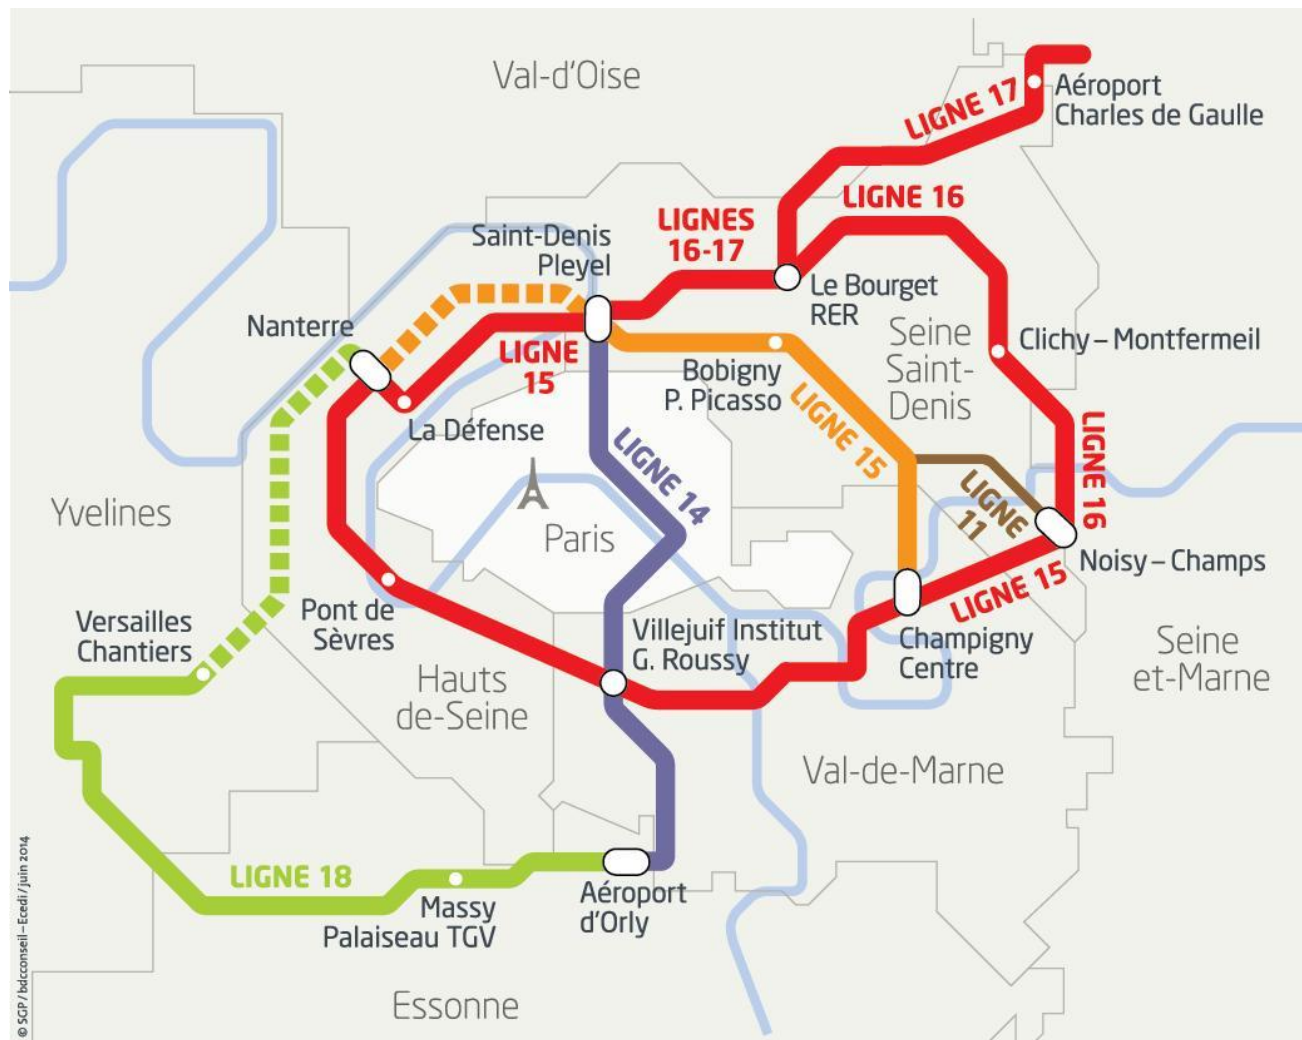 Val-d'Oise
LIGNE 17
Aéroport
Charles de Gaulle
LIGNE 16
LIGNES
16-17
Saint-Denis
Pleyel
Le Bourget
RER
Nanterre
LIGNE
15
Seine
Saint-
Denis
Clichy – Montfermeil
Bobigny
P. Picasso
La Défense
LIGNE 15
LIGNE 14
LIGNE 16
LIGNE
11
Yvelines
Paris
Noisy – Champs
LIGNE 15
Pont de
Sèvres
Versailles
Chantiers
Villejuif Institut
G. Roussy
Champigny
Centre
Seine
et-Marne
Hauts
de-Seine
Val-de-Marne
LIGNE 18
Massy
Palaiseau TGV
Aéroport
d'Orly
Essonne
© SGP / bdcconseil – Ecedi / juin 2014